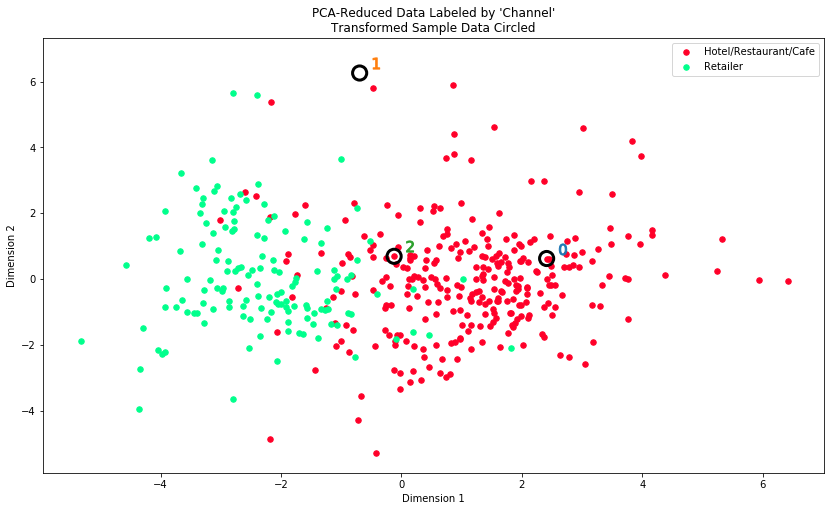 PCA-Reduced Data Labeled by 'Channel'
Transformed Sample Data Circled
Hotel/Restaurant/Cafe
Retailer
1
2
0
6
4
2
0
−2
−4
Dimension 2
−4
−2
0
2
4
6
Dimension 1